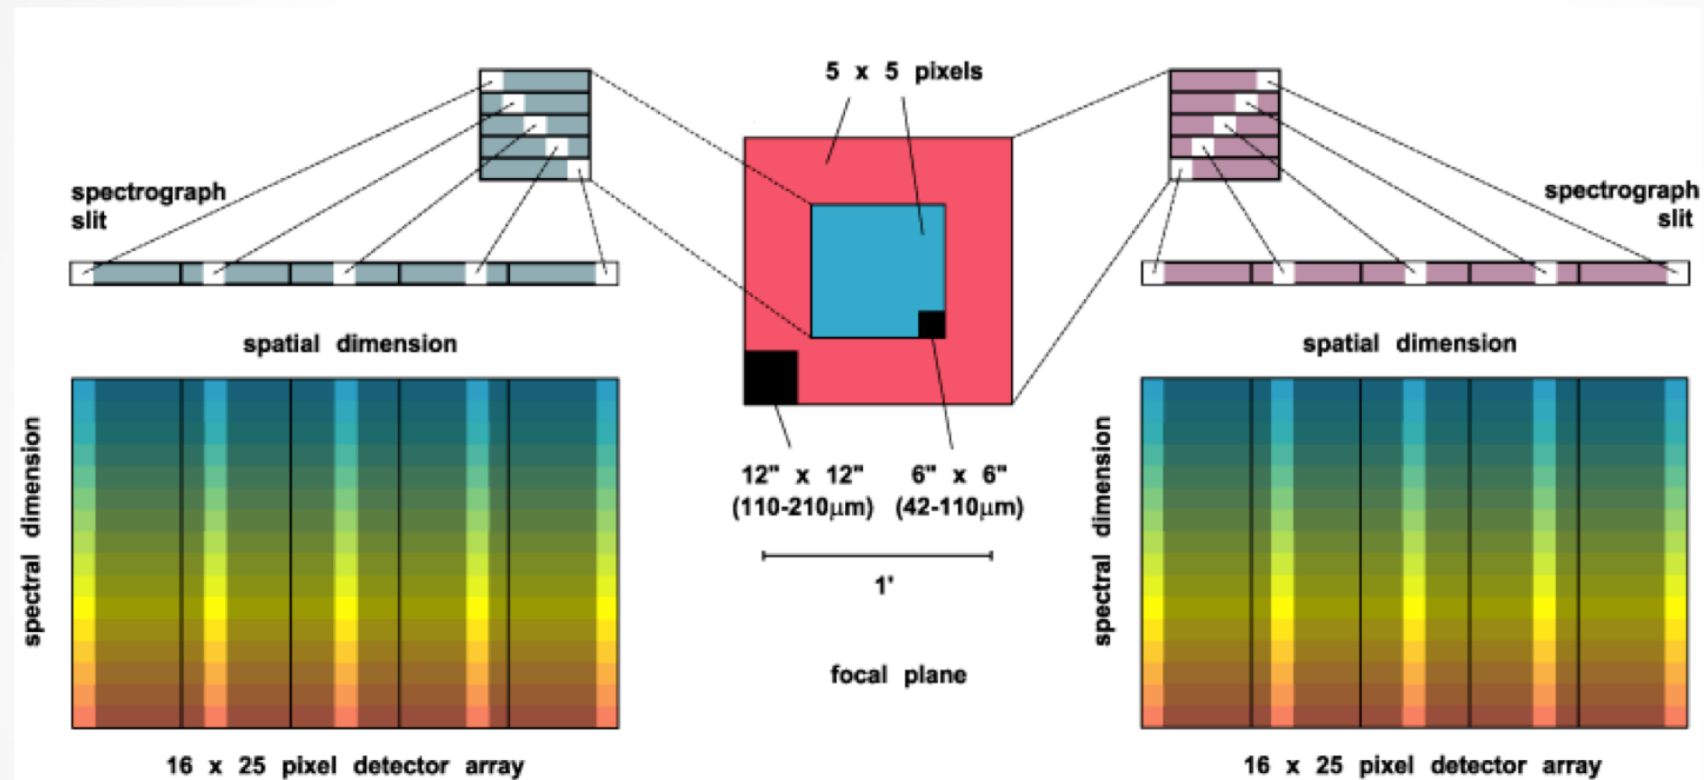 5 x 5 pixels
spectrograph
slit
spectrograph
slit
spatial dimension
spatial dimension
spectral dimension
spectral dimension
12" x 12"
(110-210μm)
6" x 6"
(42-110μm)
1'
focal plane
16 x 25 pixel detector array
16 x 25 pixel detector array